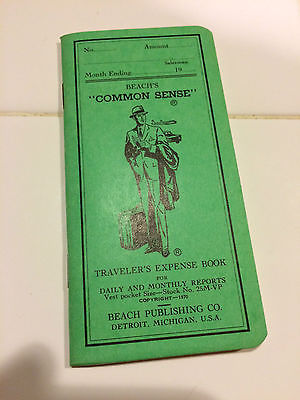 No. Amount
Salesman
Month Ending 19
BEACH'S
"COMMON SENSE"
®
®
TRAVELER'S EXPENSE BOOK
FOR
DAILY AND MONTHLY REPORTS
Vest pocket Size—Stock No. 25M-VP
COPYRIGHT—1970
BEACH PUBLISHING CO.
DETROIT, MICHIGAN, U.S.A.